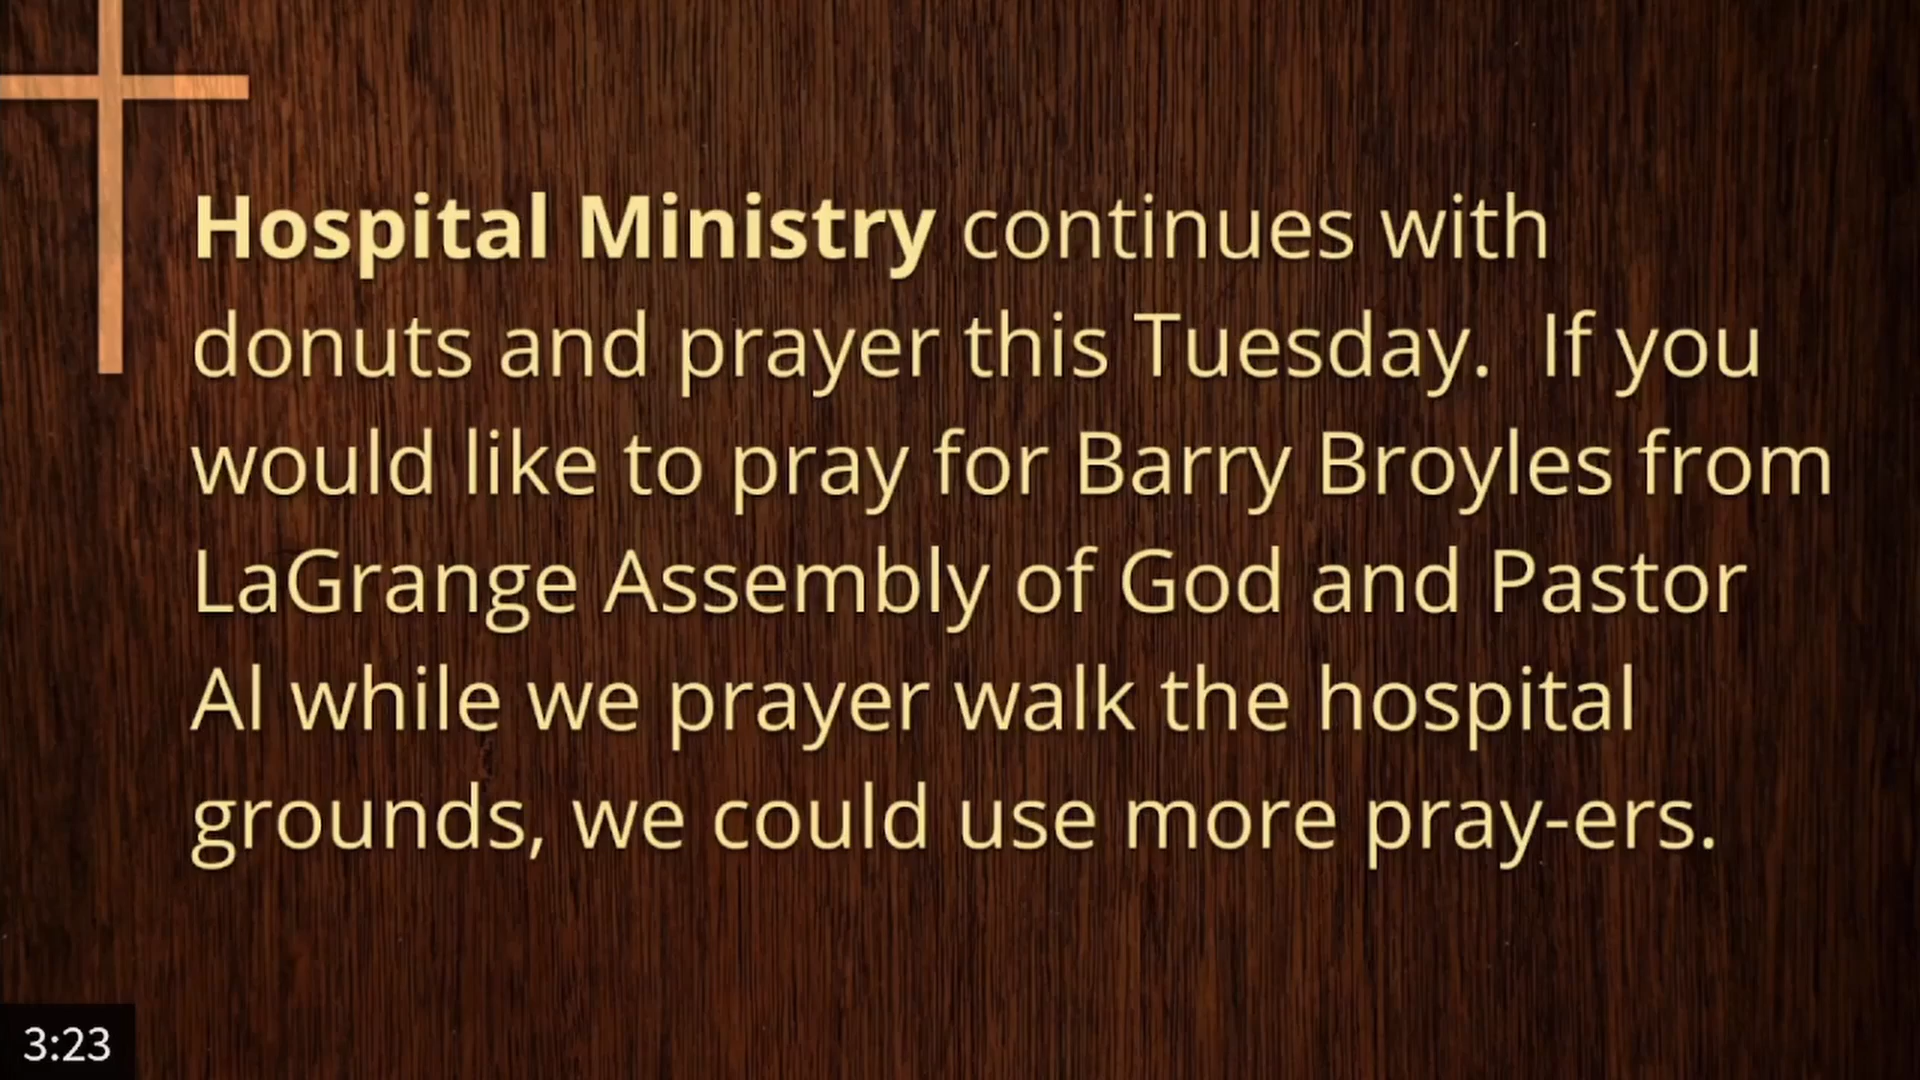 Hospital Ministry continues with
donuts and prayer this Tuesday.  If you
would like to pray for Barry Broyles from
LaGrange Assembly of God and Pastor
Al while we prayer walk the hospital
grounds, we could use more pray-ers.
3:23